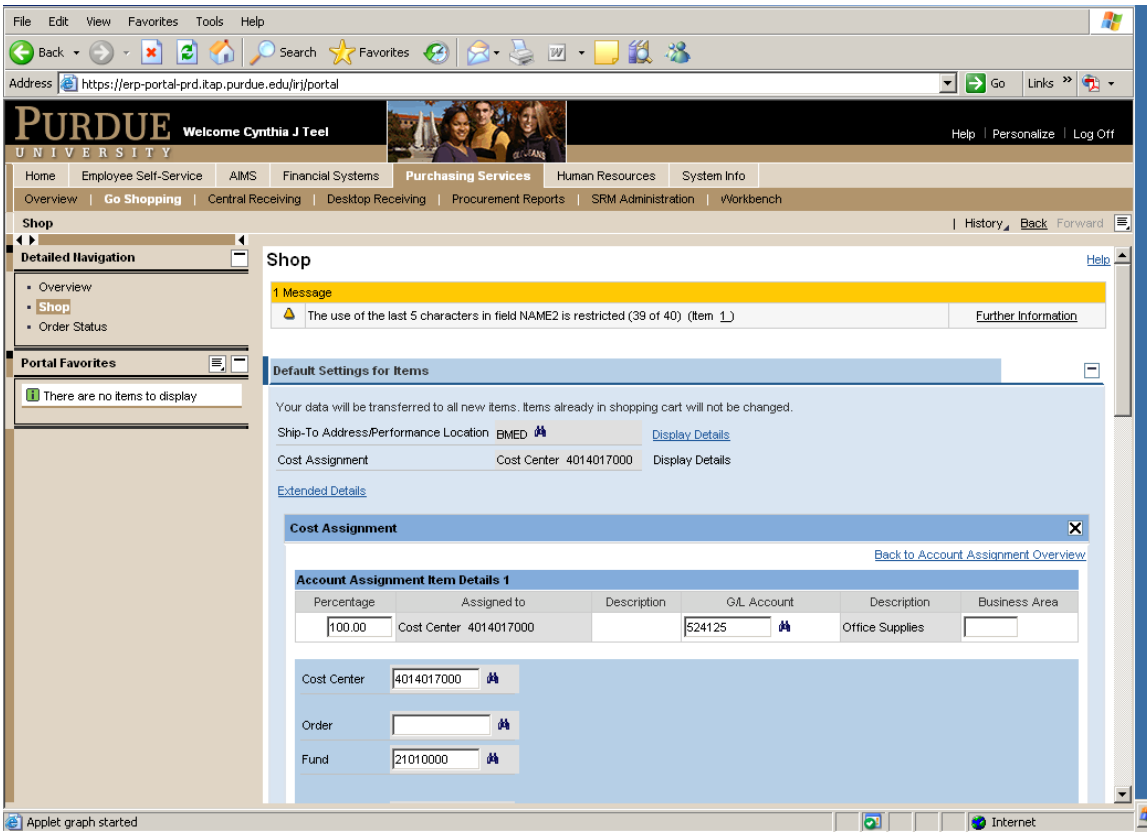 File Edit View Favorites Tools Help
Back Search Favorites
Address https://erp-portal-prd.itap.purdue.edu/irj/portal Go Links »
PURDUE Welcome Cynthia J Teel
UNIVERSITY Help | Personalize | Log Off
Home Employee Self-Service AIMS Financial Systems Purchasing Services Human Resources System Info
Overview | Go Shopping | Central Receiving | Desktop Receiving | Procurement Reports | SRM Administration | Workbench
Shop | History Back Forward
Detailed Navigation
Overview
Shop
Order Status
Portal Favorites
There are no items to display
Shop Help
1 Message
The use of the last 5 characters in field NAME2 is restricted (39 of 40) (Item 1 ) Further Information
Default Settings for Items
Your data will be transferred to all new items. Items already in shopping cart will not be changed.
Ship-To Address/Performance Location BMED Display Details
Cost Assignment Cost Center 4014017000 Display Details
Extended Details
Cost Assignment
Back to Account Assignment Overview
Account Assignment Item Details 1
Percentage Assigned to Description G/L Account Description Business Area
100.00 Cost Center 4014017000 524125 Office Supplies
Cost Center 4014017000
Order
Fund 21010000
Applet graph started Internet